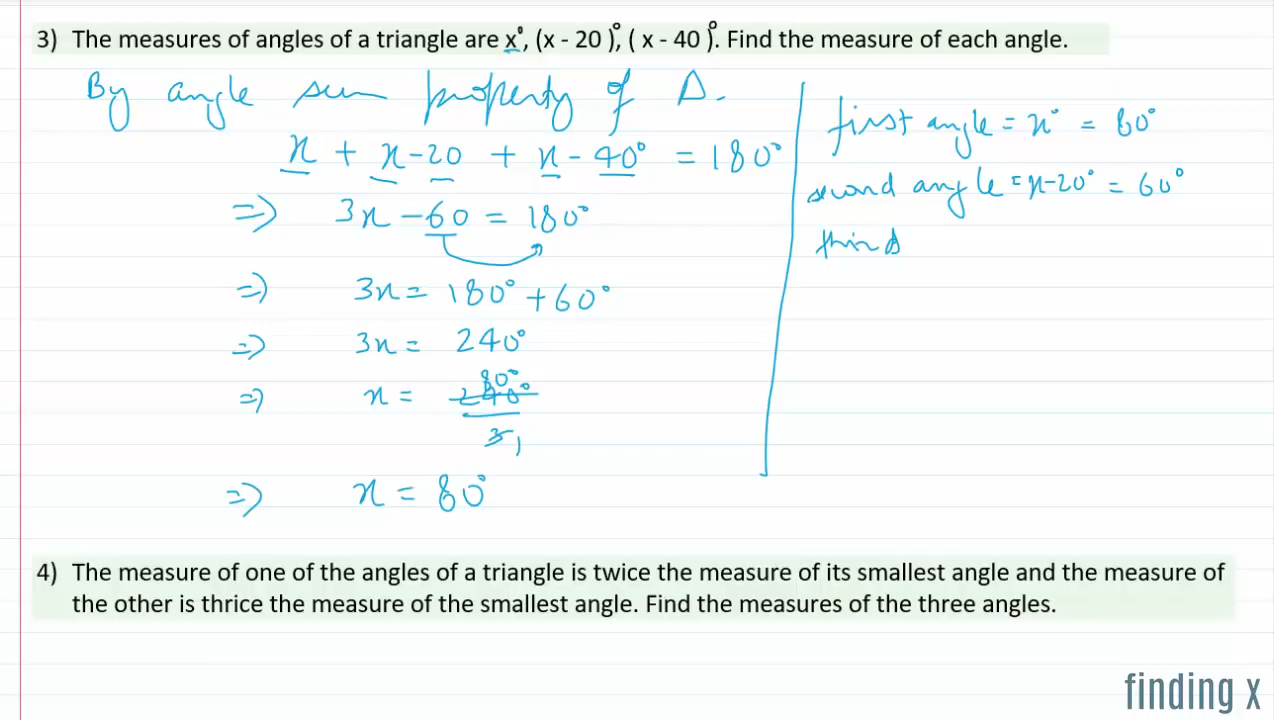 3) The measures of angles of a triangle are x°, (x - 20)°, ( x - 40 )°. Find the measure of each angle.
By angle sum property of Δ.
x + x - 20 + x - 40° = 180°
⇒ 3x - 60 = 180°
⇒ 3x = 180° + 60°
⇒ 3x = 240°
80°
⇒ x = 240°
3 1
⇒ x = 80°
first angle = x° = 80°
second angle = x-20° = 60°
third
4) The measure of one of the angles of a triangle is twice the measure of its smallest angle and the measure of
the other is thrice the measure of the smallest angle. Find the measures of the three angles.
finding x